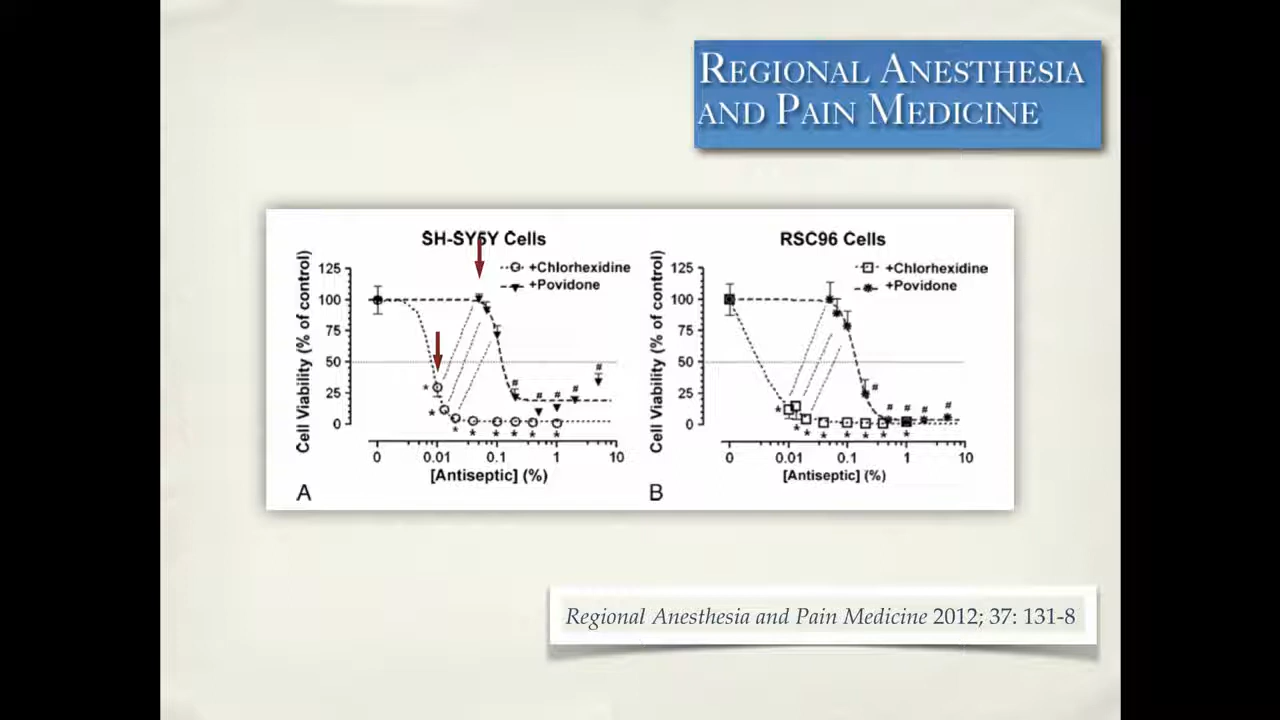 REGIONAL ANESTHESIA
AND PAIN MEDICINE
SH-SY5Y Cells
+Chlorhexidine
+Povidone
Cell Viability (% of control)
125
100
75
50
25
0
* * * * * * * *
# # # # #
0 0.01 0.1 1 10
[Antiseptic] (%)
A
RSC96 Cells
+Chlorhexidine
+Povidone
Cell Viability (% of control)
125
100
75
50
25
0
* * * * * * * *
# # # # #
0 0.01 0.1 1 10
[Antiseptic] (%)
B
Regional Anesthesia and Pain Medicine 2012; 37: 131-8